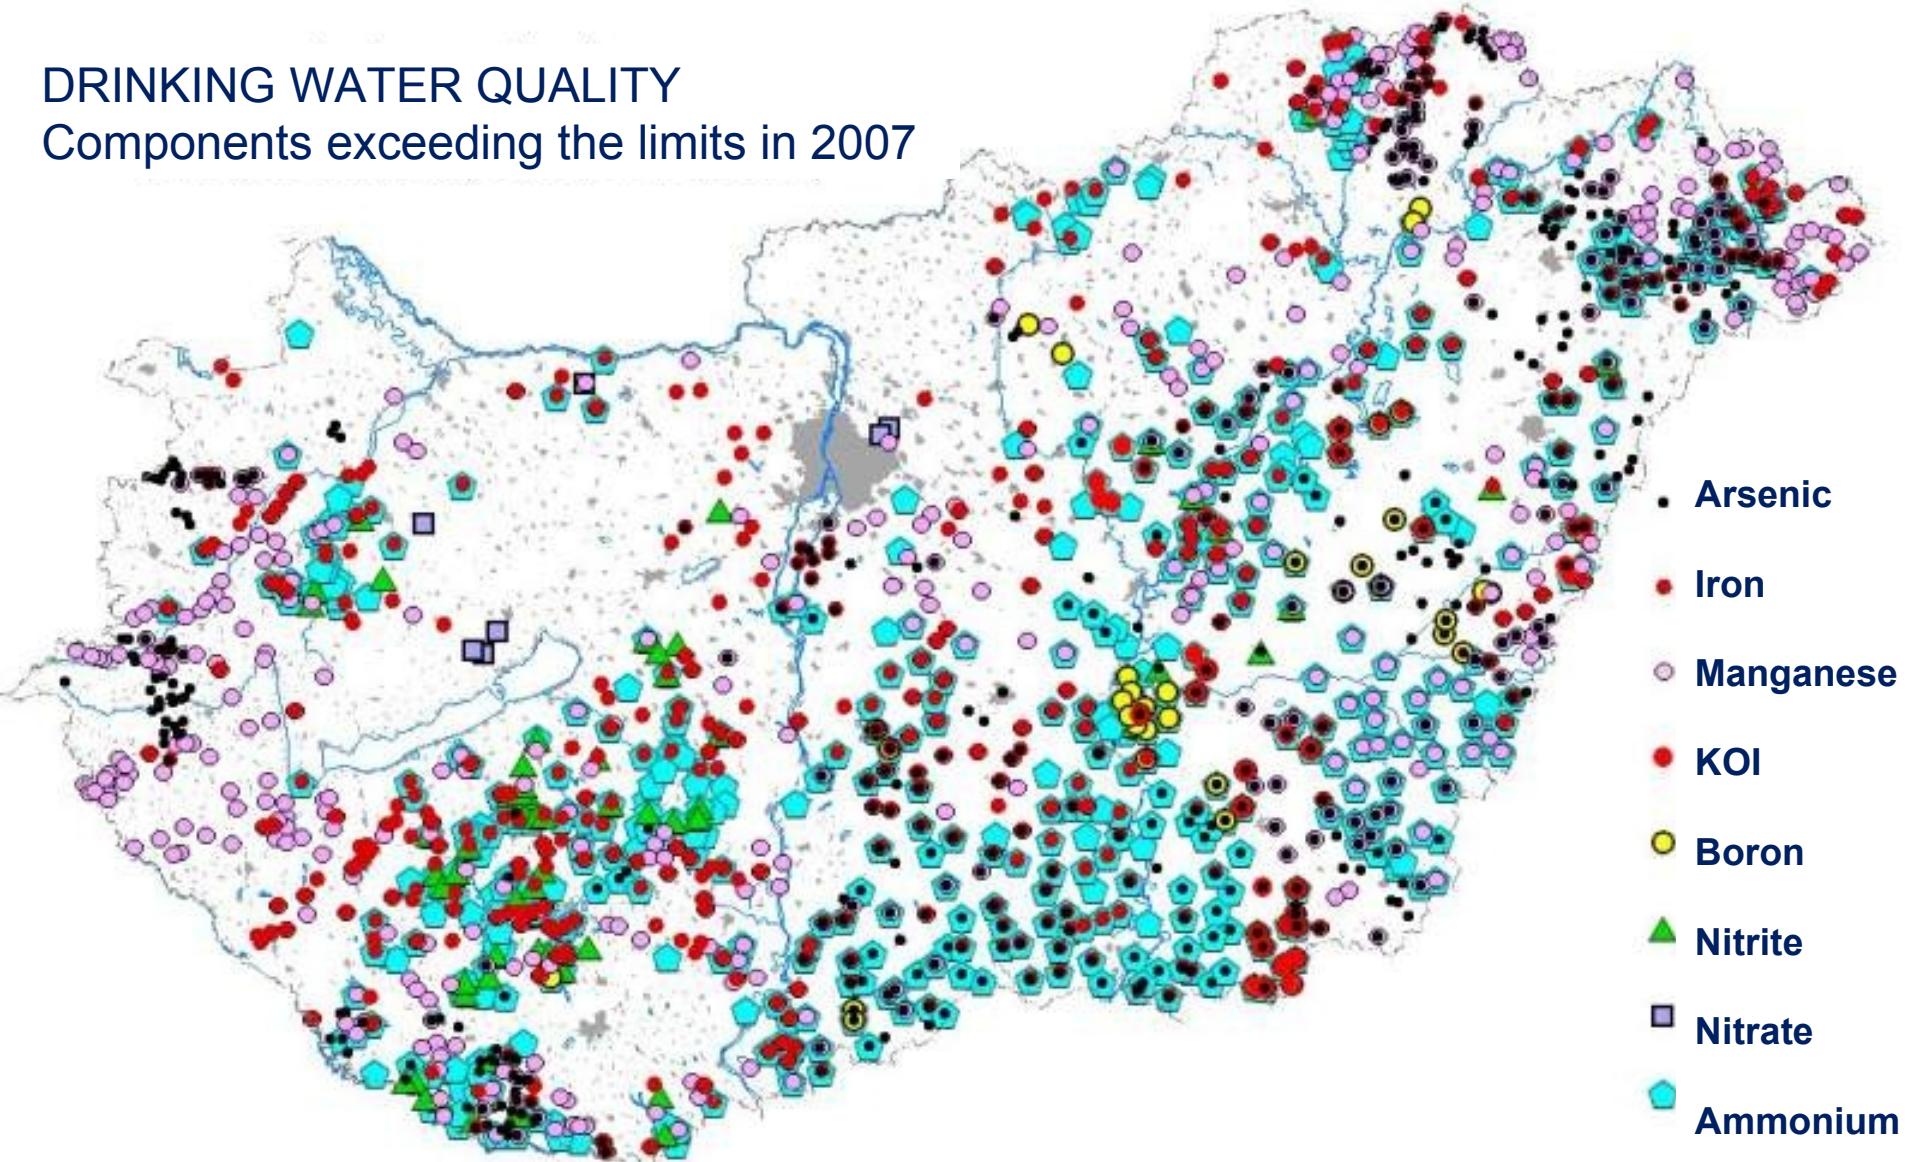 DRINKING WATER QUALITY
Components exceeding the limits in 2007
Arsenic
Iron
Manganese
KOI
Boron
Nitrite
Nitrate
Ammonium